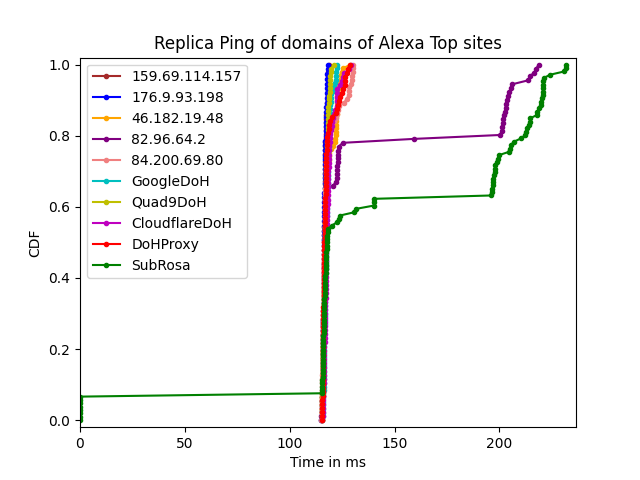 Replica Ping of domains of Alexa Top sites
1.0
0.8
0.6
0.4
0.2
0.0
CDF
159.69.114.157
176.9.93.198
46.182.19.48
82.96.64.2
84.200.69.80
GoogleDoH
Quad9DoH
CloudflareDoH
DoHProxy
SubRosa
0
50
100
150
200
Time in ms